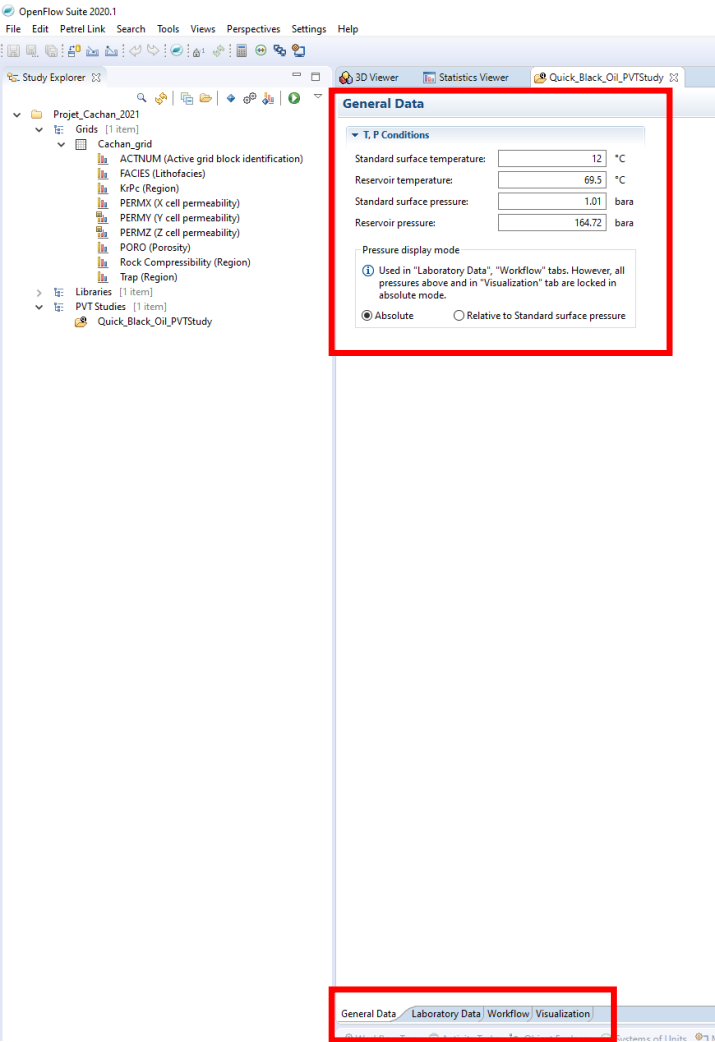 OpenFlow Suite 2020.1
File Edit Petrel Link Search Tools Views Perspectives Settings Help
Study Explorer
Projet_Cachan_2021
Grids [1 item]
Cachan_grid
ACTNUM (Active grid block identification)
FACIES (Lithofacies)
KrPc (Region)
PERMX (X cell permeability)
PERMY (Y cell permeability)
PERMZ (Z cell permeability)
PORO (Porosity)
Rock Compressibility (Region)
Trap (Region)
Libraries [1 item]
PVT Studies [1 item]
Quick_Black_Oil_PVTStudy
3D Viewer Statistics Viewer Quick_Black_Oil_PVTStudy
General Data
T, P Conditions
Standard surface temperature: 12 °C
Reservoir temperature: 69.5 °C
Standard surface pressure: 1.01 bara
Reservoir pressure: 164.72 bara
Pressure display mode
Used in "Laboratory Data", "Workflow" tabs. However, all
pressures above and in "Visualization" tab are locked in
absolute mode.
Absolute Relative to Standard surface pressure
General Data Laboratory Data Workflow Visualization
Systems of Units